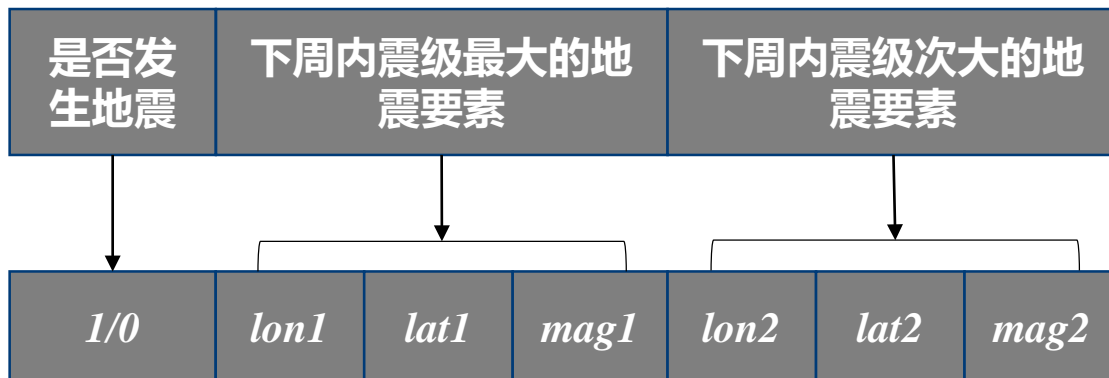 是否发
生地震
下周内震级最大的地
震要素
下周内震级次大的地
震要素
1/0 lon1 lat1 mag1 lon2 lat2 mag2